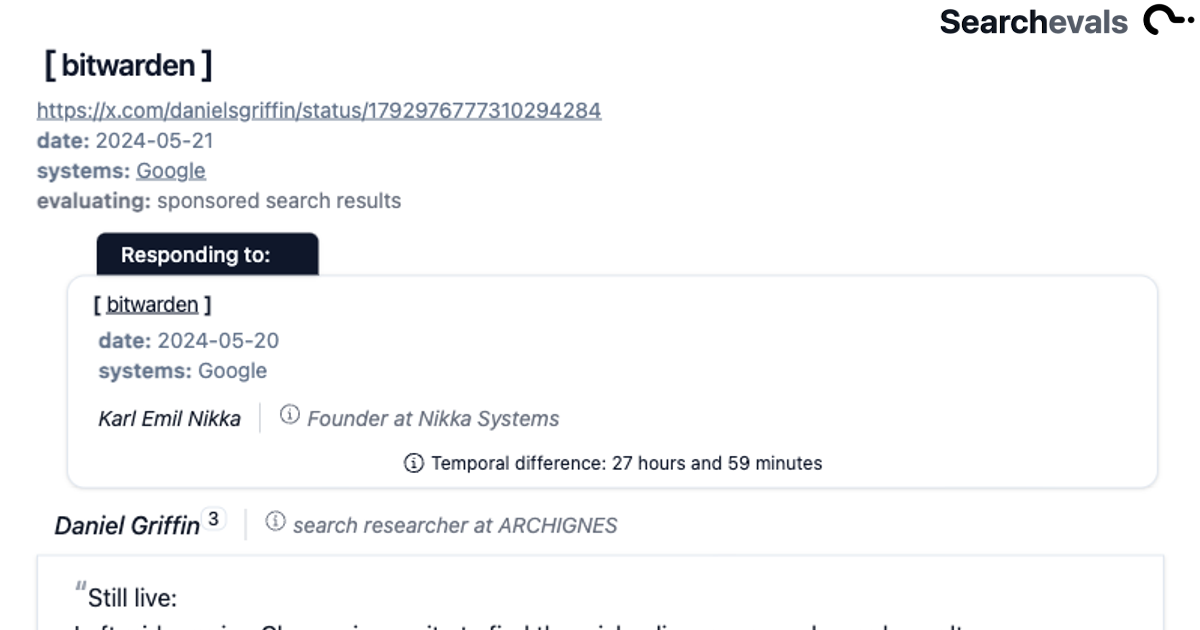 Searchevals
[ bitwarden ]
https://x.com/danielsgriffin/status/1792976777310294284
date: 2024-05-21
systems: Google
evaluating: sponsored search results
Responding to:
[ bitwarden ]
date: 2024-05-20
systems: Google
Karl Emil Nikka ⓘ Founder at Nikka Systems
ⓘ Temporal difference: 27 hours and 59 minutes
Daniel Griffin 3 ⓘ search researcher at ARCHIGNES
“Still live: